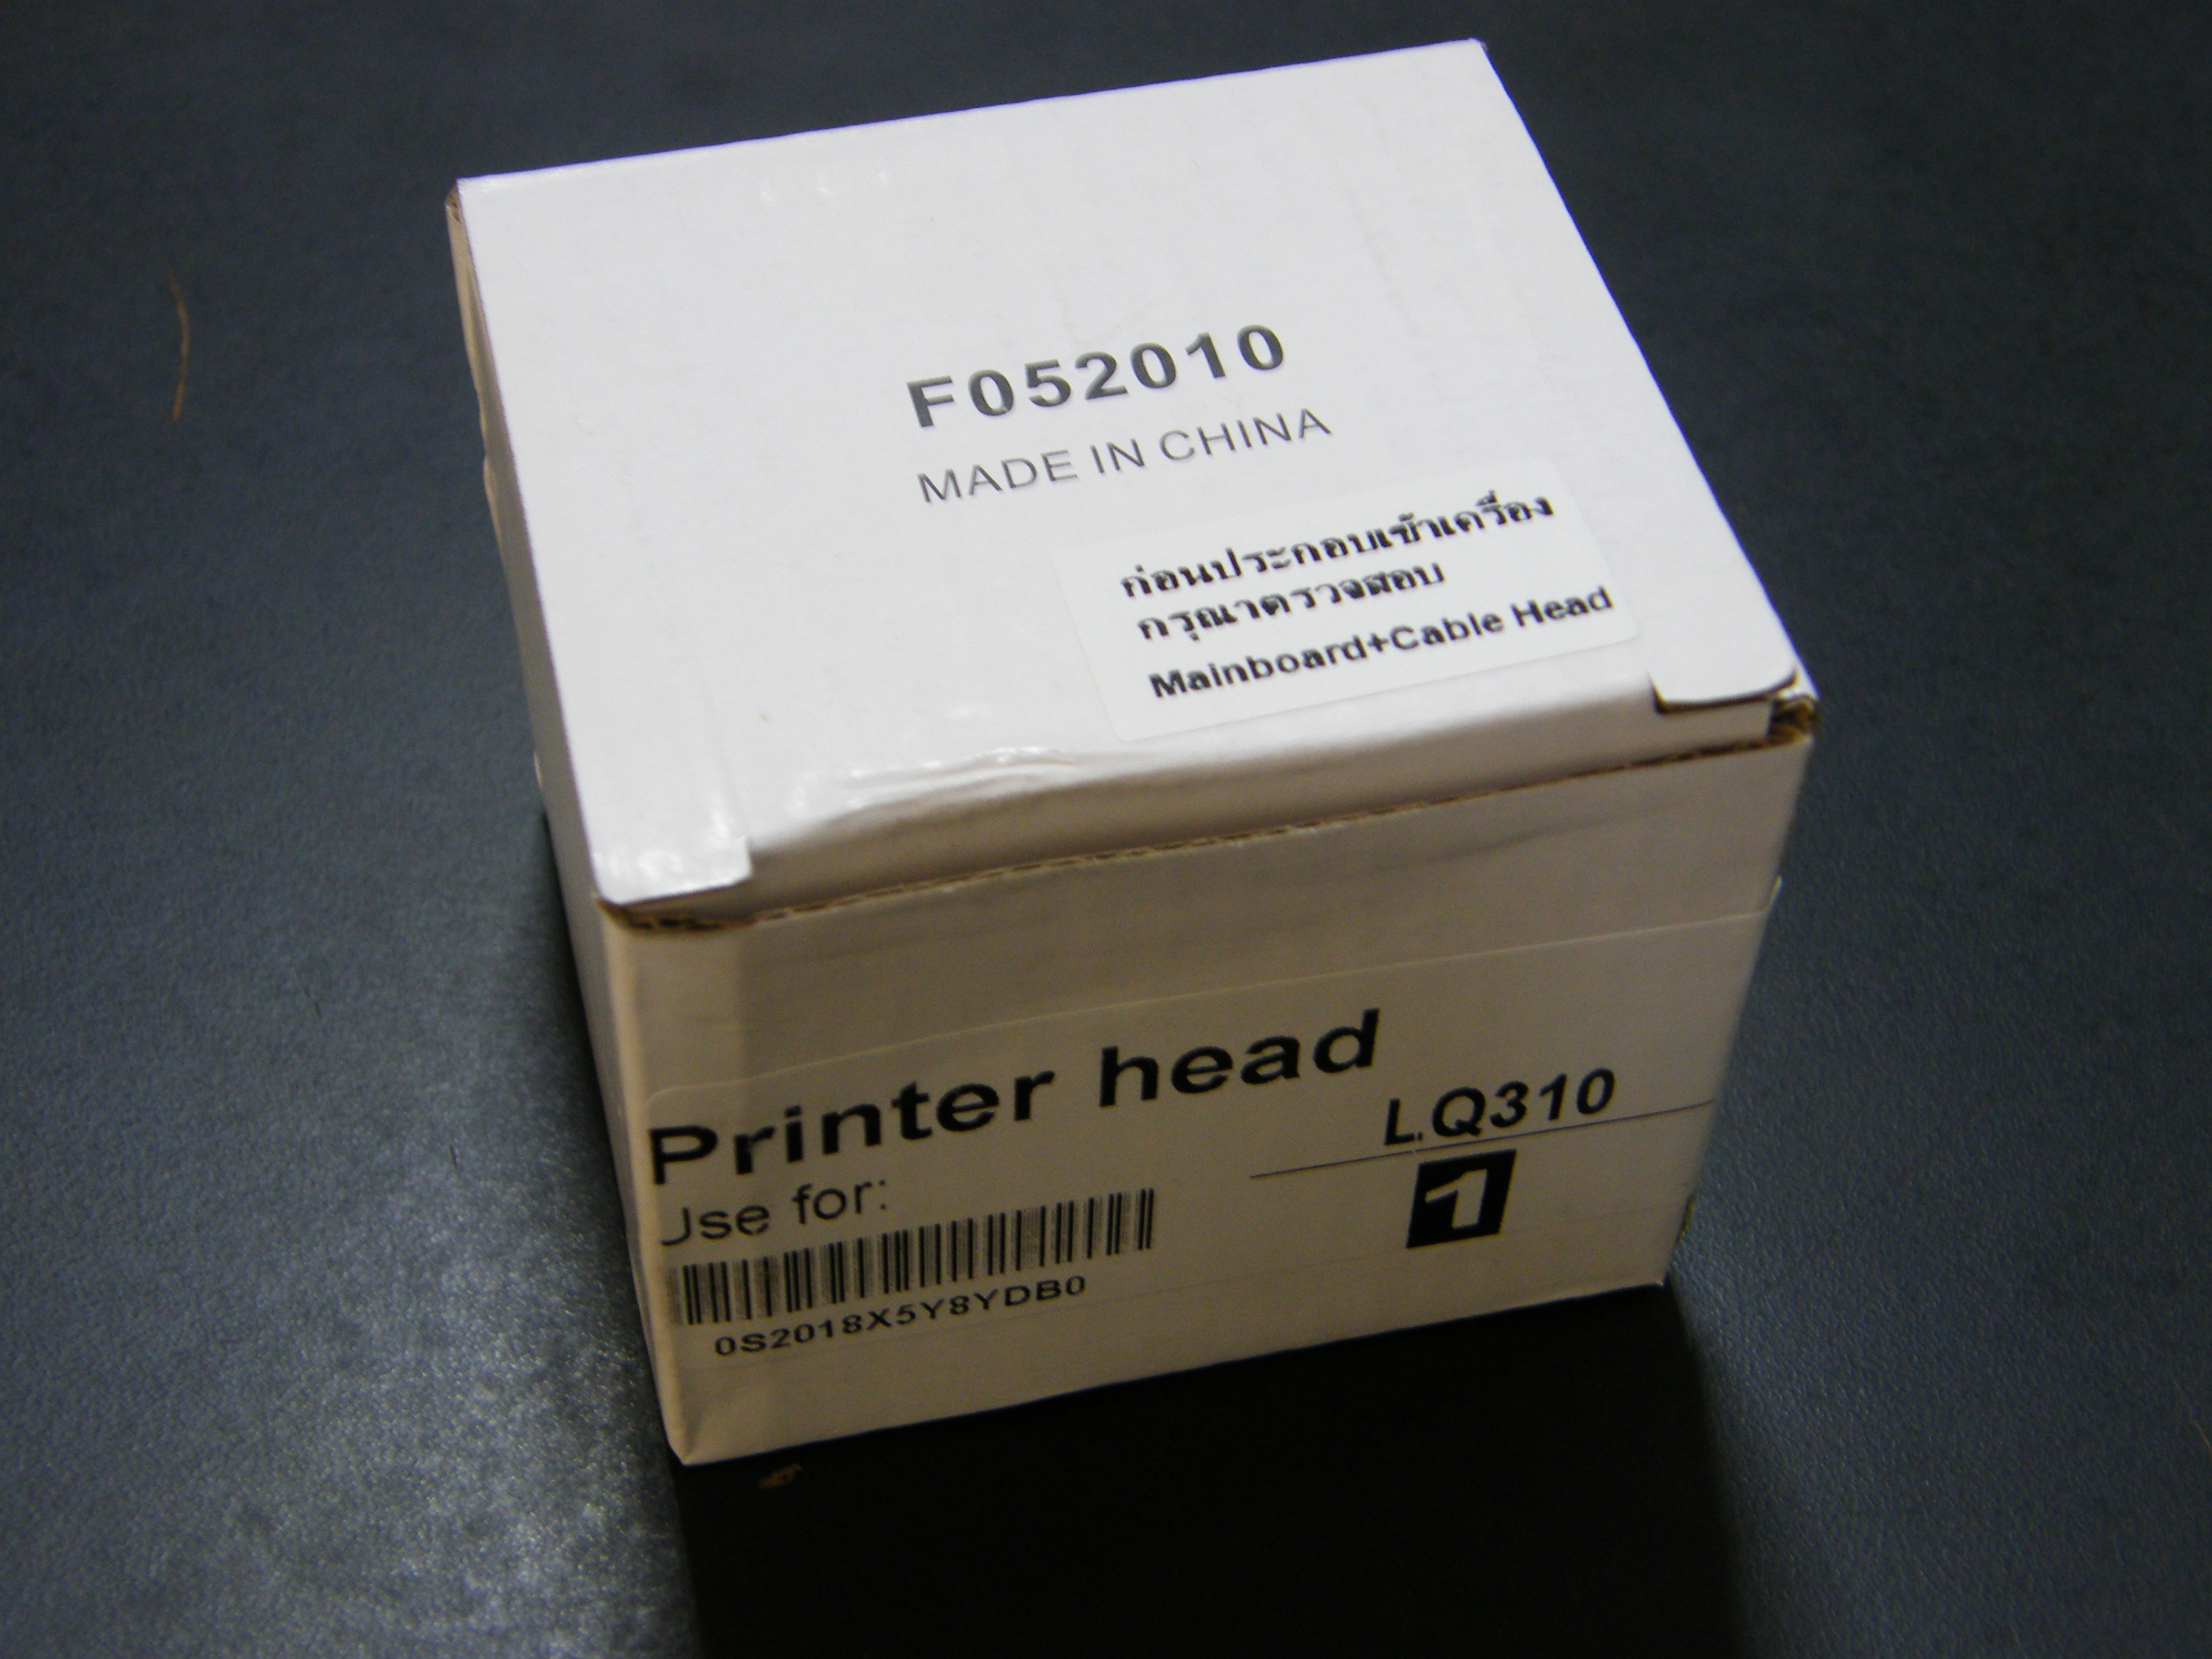 F052010
MADE IN CHINA
ก่อนประกอบเข้าเครื่อง
กรุณาตรวจสอบ
Mainboard+Cable Head
Printer head
Use for:
LQ310
1
0S2018X5Y8YDB0